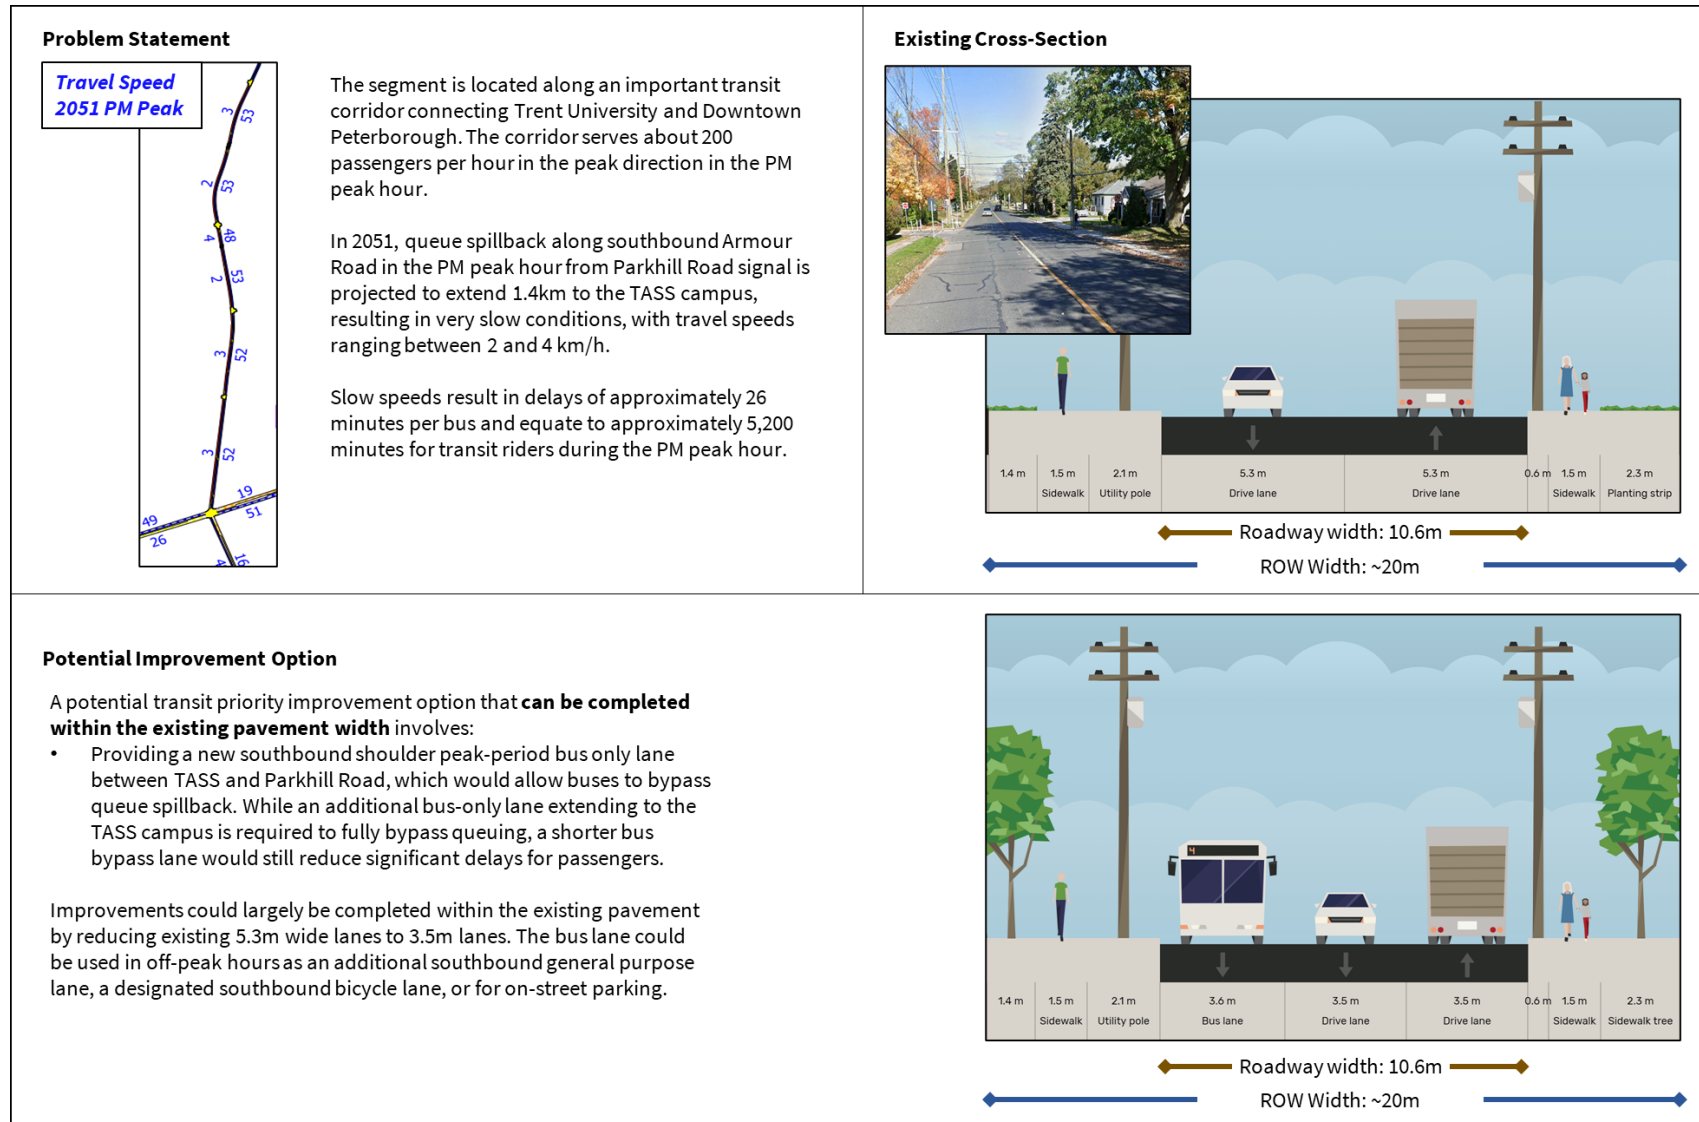 Problem Statement
Travel Speed
2051 PM Peak
3
53
2
53
48
4
53
2
3
52
3
52
19
49
51
26
16
The segment is located along an important transit
corridor connecting Trent University and Downtown
Peterborough. The corridor serves about 200
passengers per hour in the peak direction in the PM
peak hour.
In 2051, queue spillback along southbound Armour
Road in the PM peak hour from Parkhill Road signal is
projected to extend 1.4km to the TASS campus,
resulting in very slow conditions, with travel speeds
ranging between 2 and 4 km/h.
Slow speeds result in delays of approximately 26
minutes per bus and equate to approximately 5,200
minutes for transit riders during the PM peak hour.
Existing Cross-Section
1.4 m 1.5 m 2.1 m 5.3 m 5.3 m 0.6 m 1.5 m 2.3 m
Sidewalk Utility pole Drive lane Drive lane Sidewalk Planting strip
Roadway width: 10.6m
ROW Width: ~20m
Potential Improvement Option
A potential transit priority improvement option that can be completed
within the existing pavement width involves:
• Providing a new southbound shoulder peak-period bus only lane
between TASS and Parkhill Road, which would allow buses to bypass
queue spillback. While an additional bus-only lane extending to the
TASS campus is required to fully bypass queuing, a shorter bus
bypass lane would still reduce significant delays for passengers.
Improvements could largely be completed within the existing pavement
by reducing existing 5.3m wide lanes to 3.5m lanes. The bus lane could
be used in off-peak hours as an additional southbound general purpose
lane, a designated southbound bicycle lane, or for on-street parking.
4
1.4 m 1.5 m 2.1 m 3.6 m 3.5 m 3.5 m 0.6 m 1.5 m 2.3 m
Sidewalk Utility pole Bus lane Drive lane Drive lane Sidewalk Sidewalk tree
Roadway width: 10.6m
ROW Width: ~20m